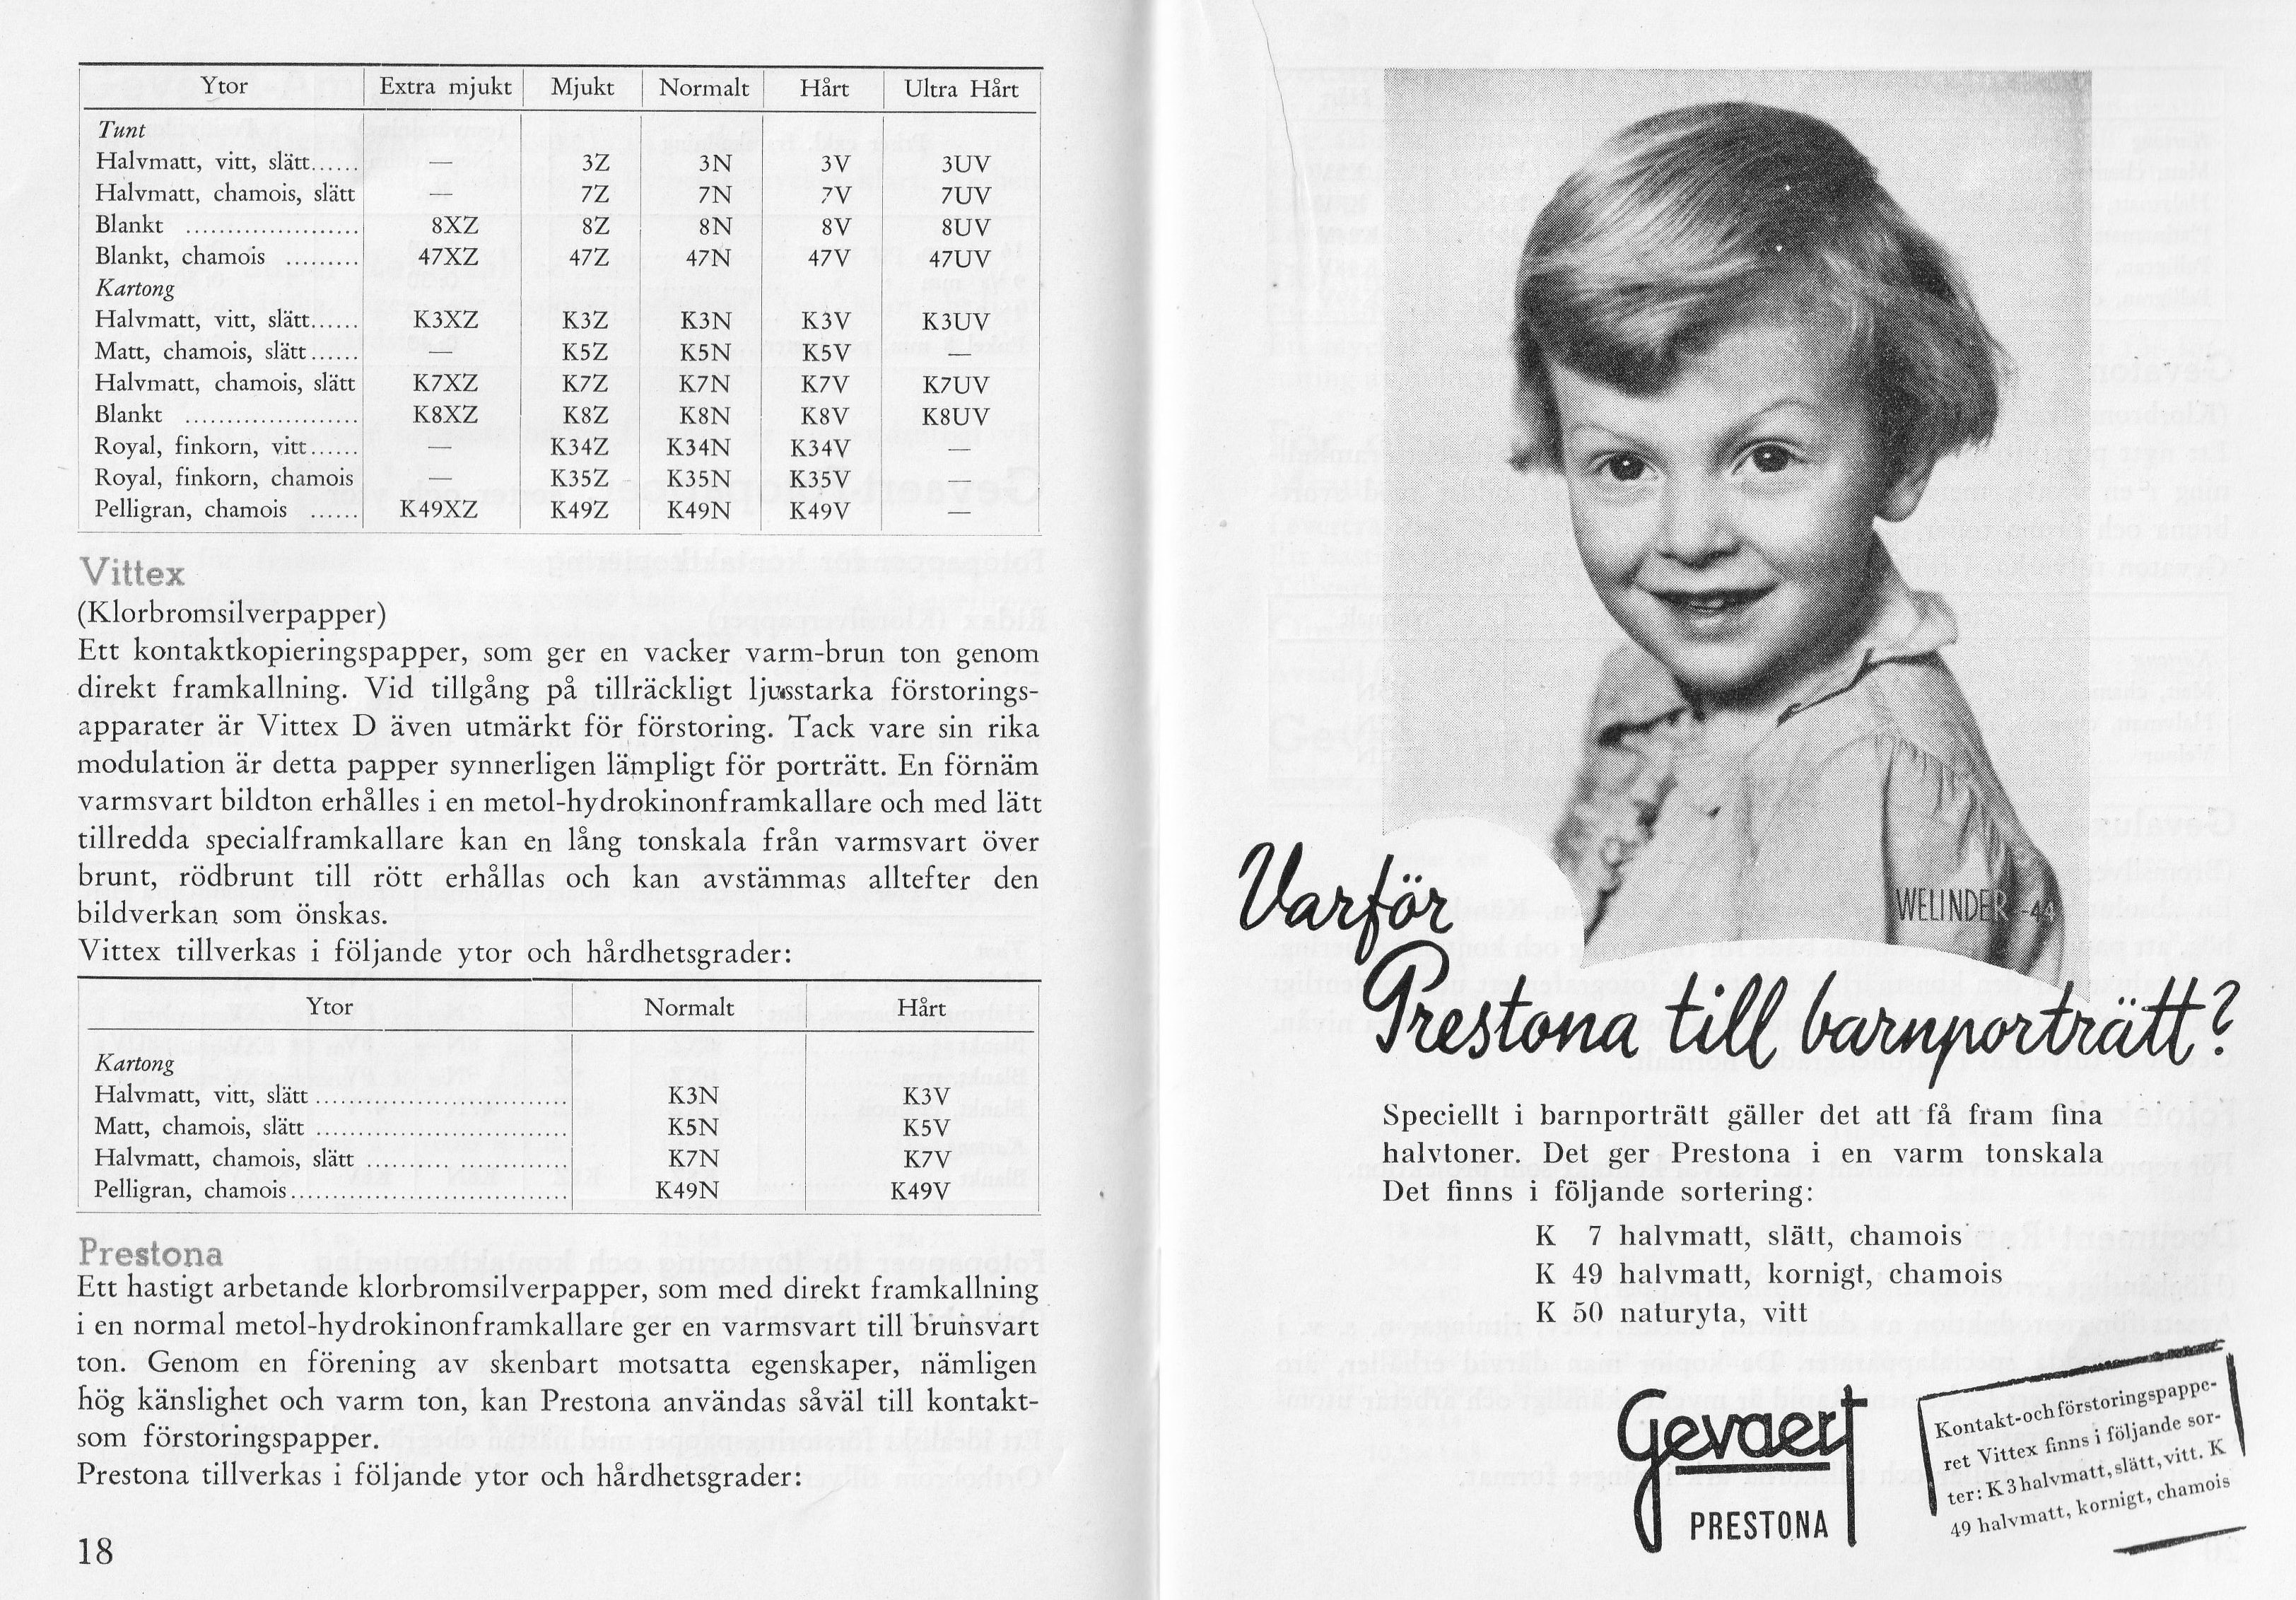 Ytor Extra mjukt Mjukt Normalt Hårt Ultra Hårt
Tunt
Halvmatt, vitt, slätt...... — 3Z 3N 3V 3UV
Halvmatt, chamois, slätt — 7Z 7N 7V 7UV
Blankt ...................... 8XZ 8Z 8N 8V 8UV
Blankt, chamois ......... 47XZ 47Z 47N 47V 47UV
Kartong
Halvmatt, vitt, slätt...... K3XZ K3Z K3N K3V K3UV
Matt, chamois, slätt...... — K5Z K5N K5V —
Halvmatt, chamois, slätt K7XZ K7Z K7N K7V K7UV
Blankt ...................... K8XZ K8Z K8N K8V K8UV
Royal, finkorn, vitt...... — K34Z K34N K34V —
Royal, finkorn, chamois — K35Z K35N K35V —
Pelligran, chamois ...... K49XZ K49Z K49N K49V —
Vittex
(Klorbromsilverpapper)
Ett kontaktkopieringspapper, som ger en vacker varm-brun ton genom
direkt framkallning. Vid tillgång på tillräckligt ljusstarka förstorings-
apparater är Vittex D även utmärkt för förstoring. Tack vare sin rika
modulation är detta papper synnerligen lämpligt för porträtt. En förnäm
varmsvart bildton erhålles i en metol-hydrokinonframkallare och med lätt
tillredda specialframkallare kan en lång tonskala från varmsvart över
brunt, rödbrunt till rött erhållas och kan avstämmas alltefter den
bildverkan som önskas.
Vittex tillverkas i följande ytor och hårdhetsgrader:
Ytor Normalt Hårt
Kartong
Halvmatt, vitt, slätt ................................ K3N K3V
Matt, chamois, slätt ................................ K5N K5V
Halvmatt, chamois, slätt .......................... K7N K7V
Pelligran, chamois................................... K49N K49V
Prestona
Ett hastigt arbetande klorbromsilverpapper, som med direkt framkallning
i en normal metol-hydrokinonframkallare ger en varmsvart till brunsvart
ton. Genom en förening av skenbart motsatta egenskaper, nämligen
hög känslighet och varm ton, kan Prestona användas såväl till kontakt-
som förstoringspapper.
Prestona tillverkas i följande ytor och hårdhetsgrader:
18
WELINDER -44
Varför
Prestona till barnporträtt?
Speciellt i barnporträtt gäller det att få fram fina
halvtoner. Det ger Prestona i en varm tonskala
Det finns i följande sortering:
K 7 halvmatt, slätt, chamois
K 49 halvmatt, kornigt, chamois
K 50 naturyta, vitt
Gevaert
PRESTONA
Kontakt-och förstoringspappe-
ret Vittex finns i följande sor-
ter: K 3 halvmatt, slätt, vitt. K
49 halvmatt, kornigt, chamois